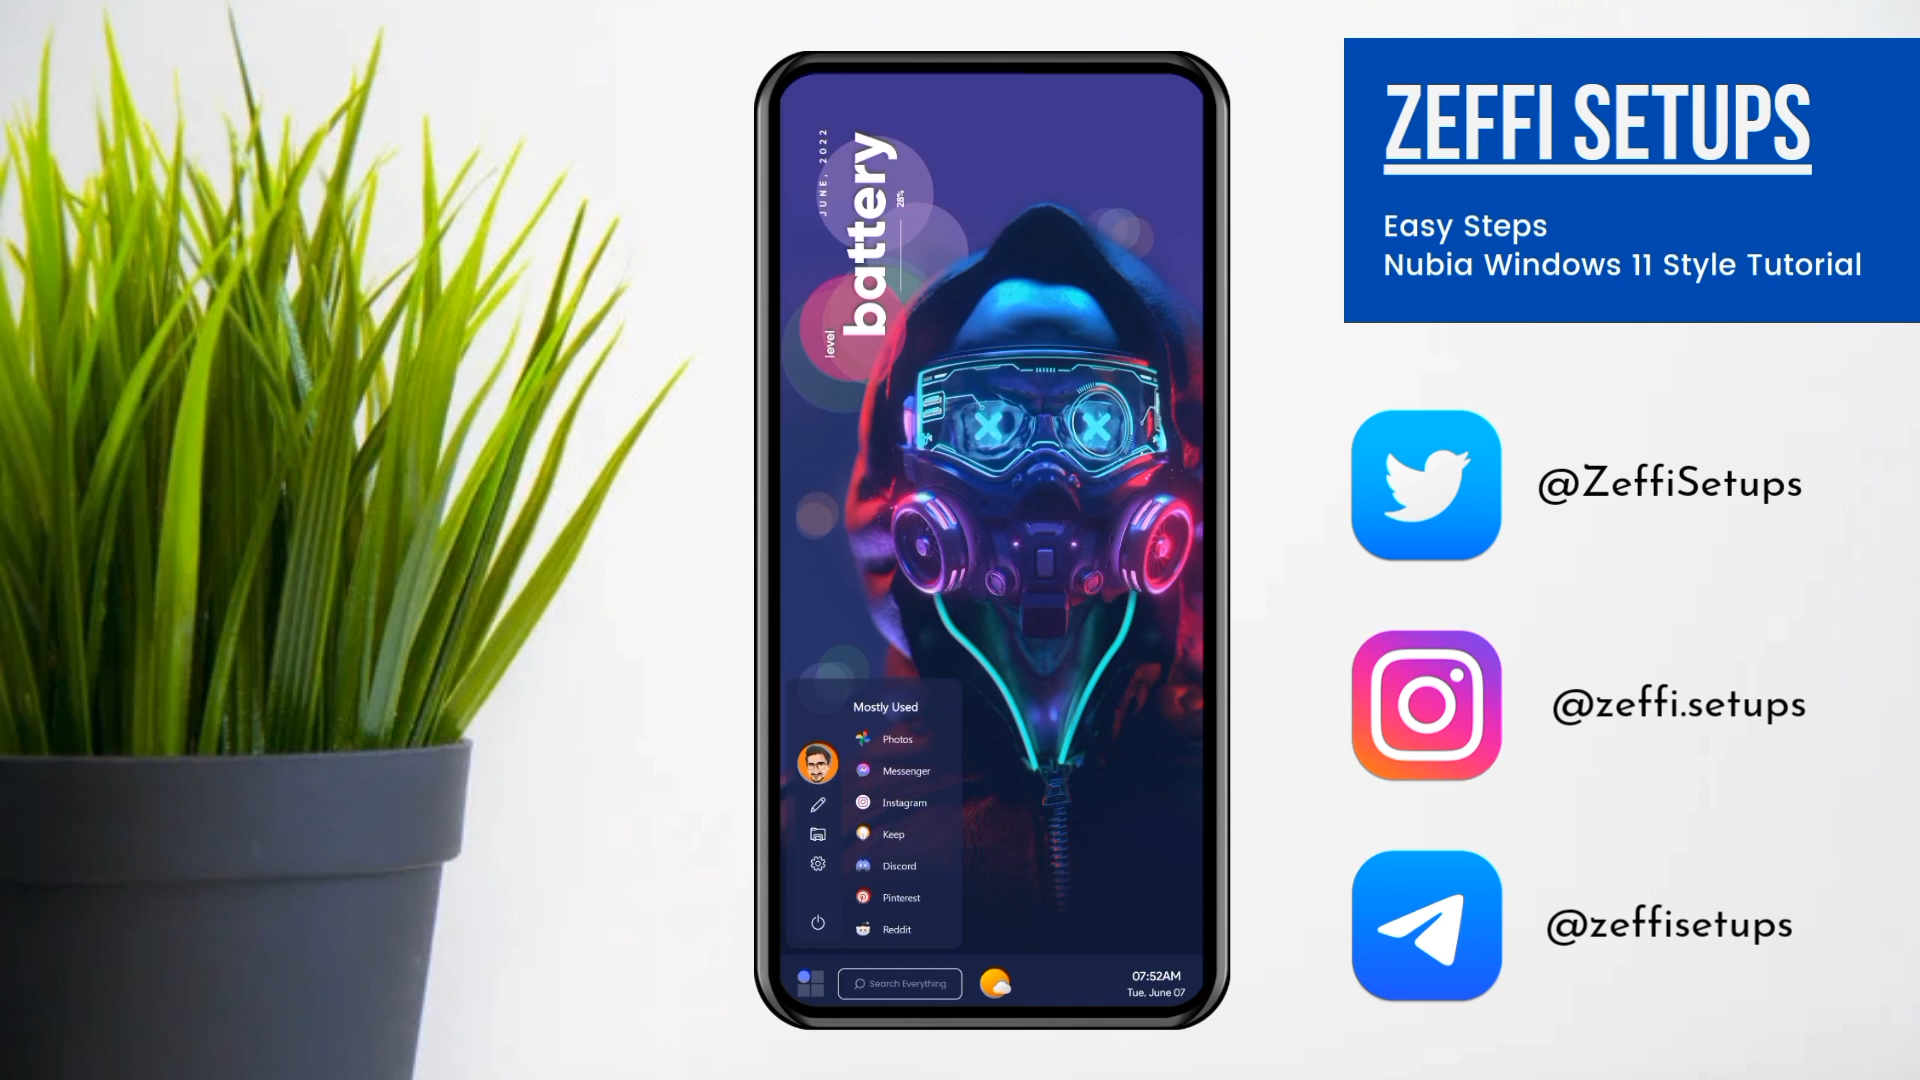 ZEFFI SETUPS
Easy Steps
Nubia Windows 11 Style Tutorial
@ZeffiSetups
@zeffi.setups
@zeffisetups
JUNE, 2022
level
battery
28%
Mostly Used
Photos
Messenger
Instagram
Keep
Discord
Pinterest
Reddit
Search Everything
07:52AM
Tue, June 07